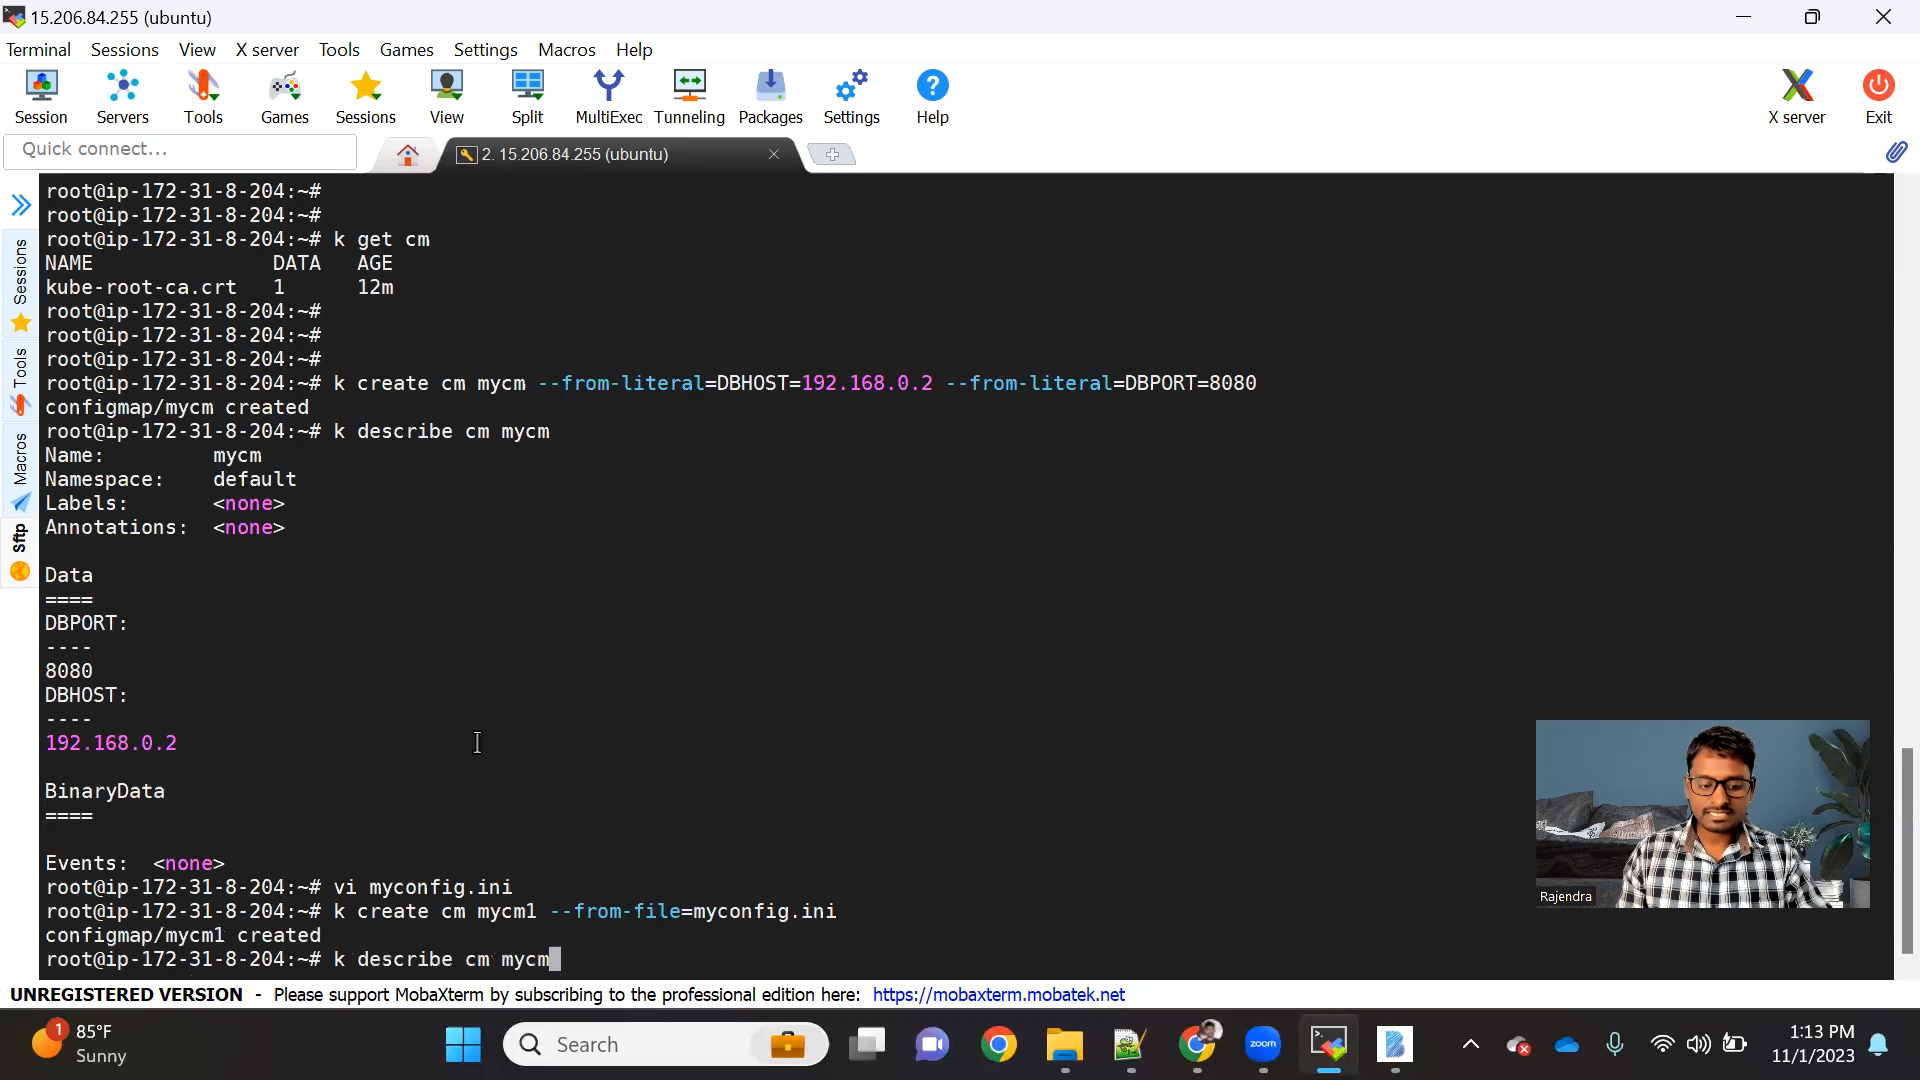 15.206.84.255 (ubuntu)
Terminal Sessions View X server Tools Games Settings Macros Help
Session Servers Tools Games Sessions View Split MultiExec Tunneling Packages Settings Help X server Exit
Quick connect...
2. 15.206.84.255 (ubuntu)
Sessions
Tools
Macros
Sftp
root@ip-172-31-8-204:~#
root@ip-172-31-8-204:~#
root@ip-172-31-8-204:~# k get cm
NAME DATA AGE
kube-root-ca.crt 1 12m
root@ip-172-31-8-204:~#
root@ip-172-31-8-204:~#
root@ip-172-31-8-204:~#
root@ip-172-31-8-204:~# k create cm mycm --from-literal=DBHOST=192.168.0.2 --from-literal=DBPORT=8080
configmap/mycm created
root@ip-172-31-8-204:~# k describe cm mycm
Name: mycm
Namespace: default
Labels: <none>
Annotations: <none>
Data
====
DBPORT:
----
8080
DBHOST:
----
192.168.0.2
BinaryData
====
Events: <none>
root@ip-172-31-8-204:~# vi myconfig.ini
root@ip-172-31-8-204:~# k create cm mycm1 --from-file=myconfig.ini
configmap/mycm1 created
root@ip-172-31-8-204:~# k describe cm mycm
Rajendra
UNREGISTERED VERSION - Please support MobaXterm by subscribing to the professional edition here: https://mobaxterm.mobatek.net
1
85°F
Sunny
Search
zoom
1:13 PM
11/1/2023